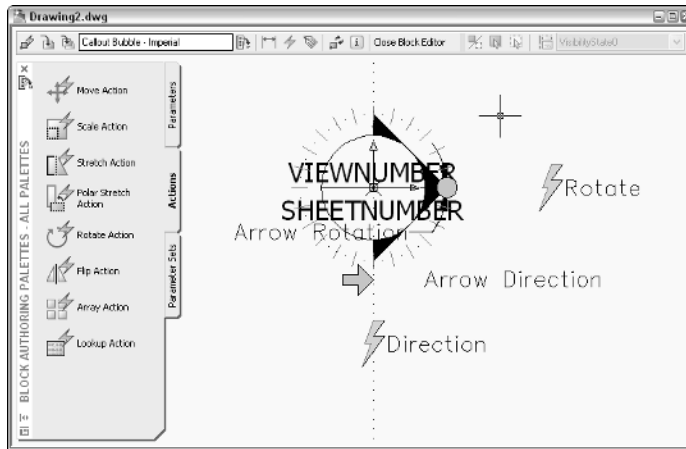 Drawing2.dwg
Callout Bubble - Imperial
Close Block Editor
VisibilityState0
BLOCK AUTHORING PALETTES - ALL PALETTES
Move Action
Scale Action
Stretch Action
Polar Stretch
Action
Rotate Action
Flip Action
Array Action
Lookup Action
Parameters
Actions
Parameter Sets
VIEWNUMBER
SHEETNUMBER
Arrow Rotation
Rotate
Arrow Direction
Direction